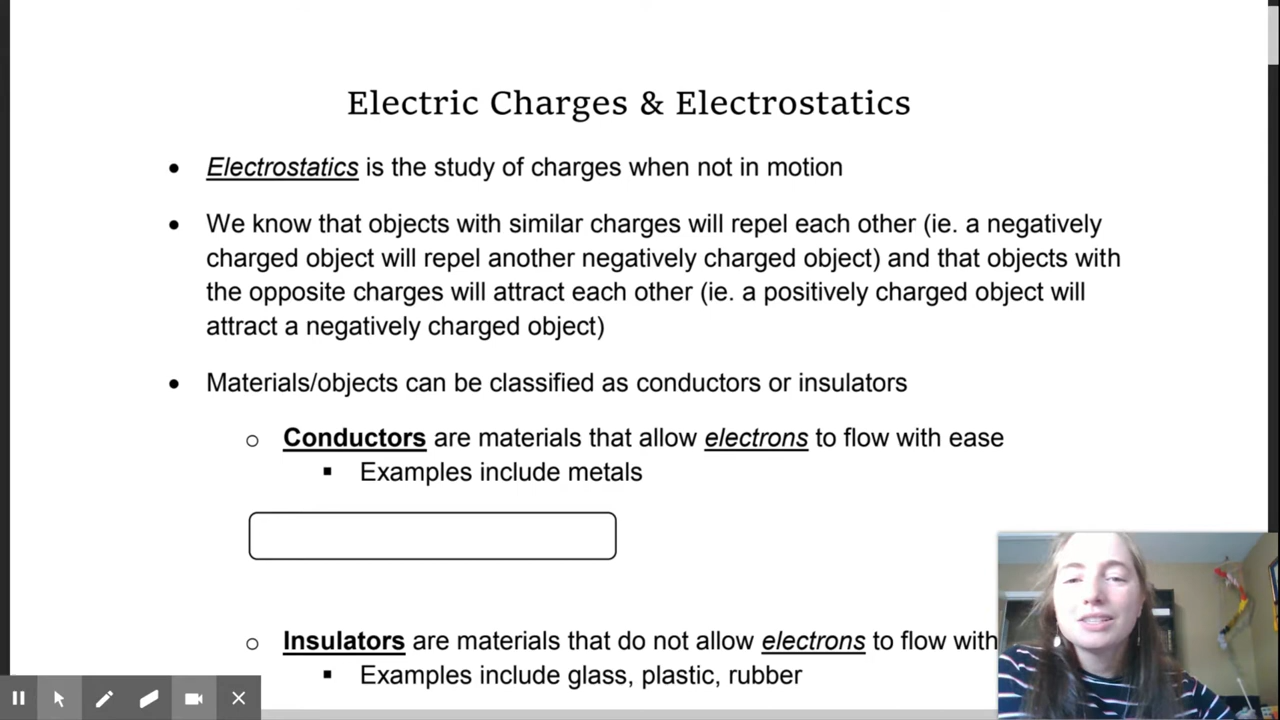 Electric Charges & Electrostatics
• Electrostatics is the study of charges when not in motion
• We know that objects with similar charges will repel each other (ie. a negatively
charged object will repel another negatively charged object) and that objects with
the opposite charges will attract each other (ie. a positively charged object will
attract a negatively charged object)
• Materials/objects can be classified as conductors or insulators
o Conductors are materials that allow electrons to flow with ease
▪ Examples include metals
o Insulators are materials that do not allow electrons to flow with
▪ Examples include glass, plastic, rubber